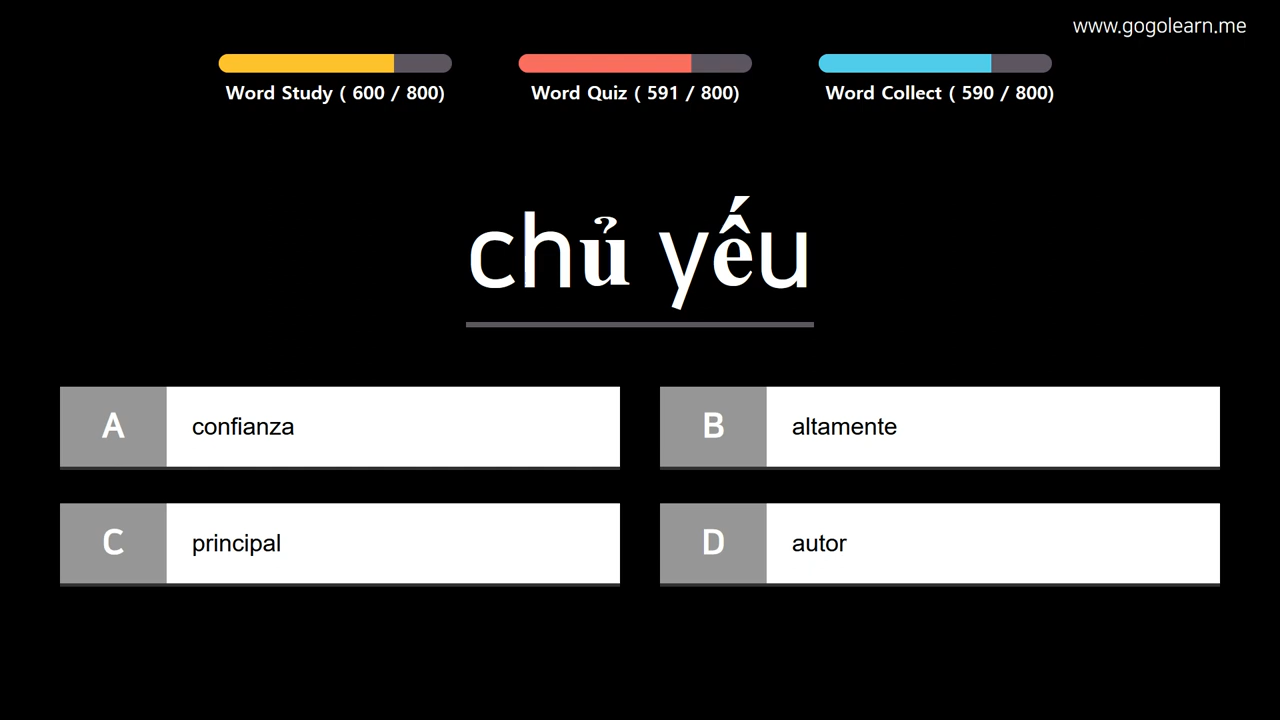 www.gogolearn.me
Word Study ( 600 / 800)
Word Quiz ( 591 / 800)
Word Collect ( 590 / 800)
chủ yếu
A confianza
B altamente
C principal
D autor